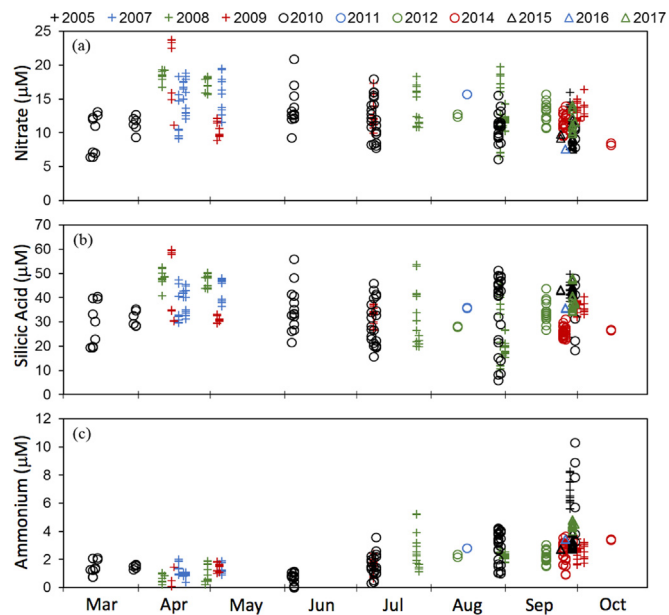 2005 2007 2008 2009 2010 2011 2012 2014 2015 2016 2017
(a)
Nitrate (μM)
25
20
15
10
5
0
(b)
Silicic Acid (μM)
70
60
50
40
30
20
10
0
(c)
Ammonium (μM)
12
10
8
6
4
2
0
Mar Apr May Jun Jul Aug Sep Oct